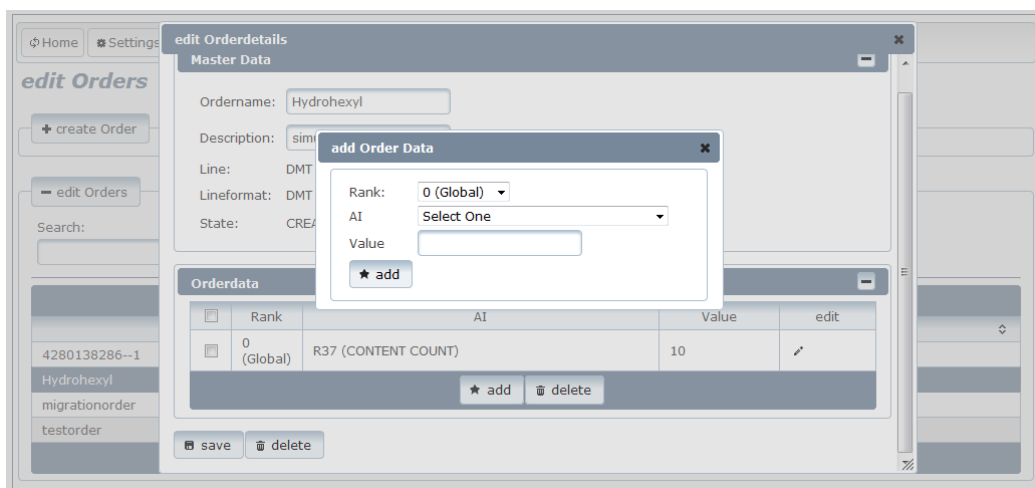 Home Settings
edit Orders
+ create Order
edit Orders
Search:
4280138286--1
Hydrohexyl
migrationorder
testorder
edit Orderdetails
Master Data
Ordername: Hydrohexyl
Description:
Line: DMT
Lineformat: DMT
State:
add Order Data
Rank: 0 (Global)
AI Select One
Value
add
Orderdata
Rank AI Value edit
0
(Global) R37 (CONTENT COUNT) 10
add delete
save delete